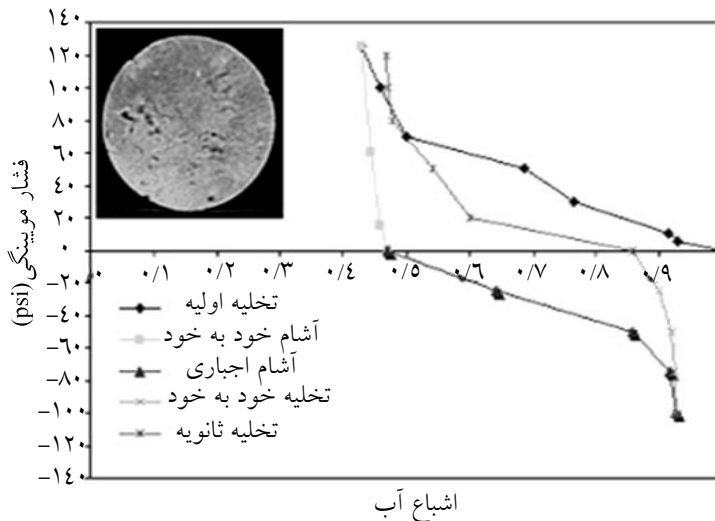 ۱۴۰
۱۲۰
۱۰۰
۸۰
۶۰
۴۰
۲۰
۰
−۲۰
−۴۰
−۶۰
−۸۰
−۱۰۰
−۱۲۰
−۱۴۰
فشار مویینگی(psi)
۰ ۰/۱ ۰/۲ ۰/۳ ۰/۴ ۰/۵ ۰/۶ ۰/۷ ۰/۸ ۰/۹
تخلیه اولیه
آشام خود به خود
آشام اجباری
تخلیه خود به خود
تخلیه ثانویه
اشباع آب